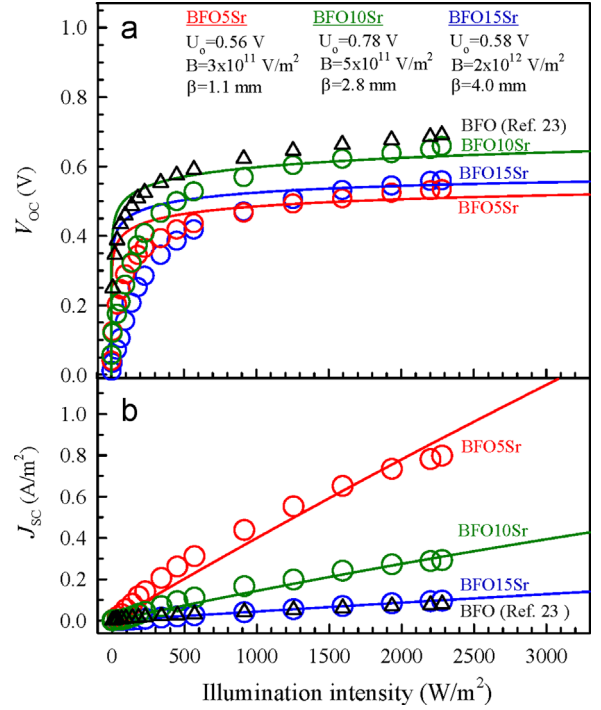 a
BFO5Sr BFO10Sr BFO15Sr
U₀=0.56 V U₀=0.78 V U₀=0.58 V
B=3x10¹¹ V/m² B=5x10¹¹ V/m² B=2x10¹² V/m²
β=1.1 mm β=2.8 mm β=4.0 mm
1.0
0.8
0.6
0.4
0.2
0.0
V_OC (V)
BFO (Ref. 23)
BFO10Sr
BFO15Sr
BFO5Sr
b
1.0
0.8
0.6
0.4
0.2
0.0
J_SC (A/m²)
BFO5Sr
BFO10Sr
BFO15Sr
BFO (Ref. 23 )
0 500 1000 1500 2000 2500 3000
Illumination intensity (W/m²)